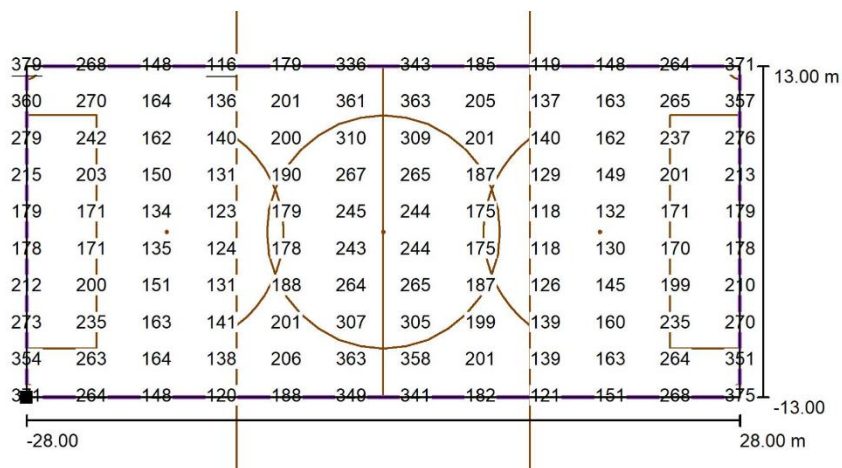 379 268 148 116 179 336 343 185 119 148 264 371
13.00 m
360 270 164 136 201 361 363 205 137 163 265 357
279 242 162 140 200 310 309 201 140 162 237 276
215 203 150 131 190 267 265 187 129 149 201 213
179 171 134 123 179 245 244 175 118 132 171 179
178 171 135 124 178 243 244 175 118 130 170 178
212 200 151 131 188 264 265 187 126 145 199 210
273 235 163 141 201 307 305 199 139 160 235 270
354 263 164 138 206 363 358 201 139 163 264 351
264 148 120 188 349 341 182 121 151 268 375
-13.00
-28.00 28.00 m